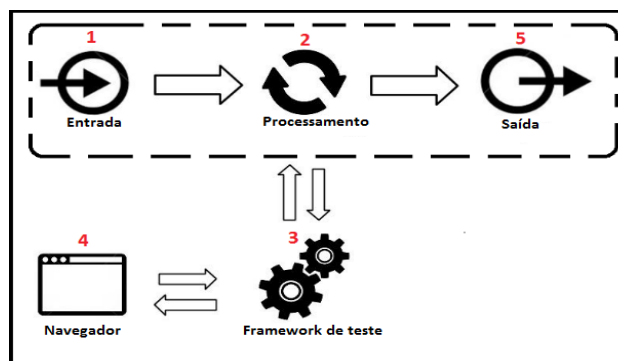 1
Entrada
2
Processamento
5
Saída
4
Navegador
3
Framework de teste